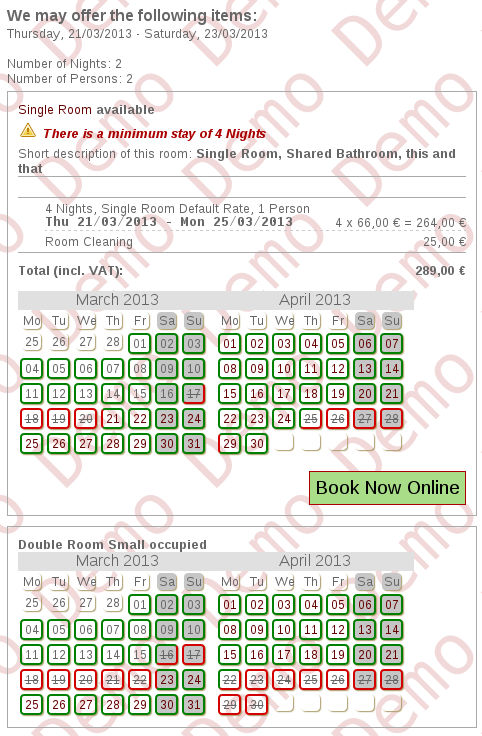 We may offer the following items:
Thursday, 21/03/2013 - Saturday, 23/03/2013
Number of Nights: 2
Number of Persons: 2
Single Room available
There is a minimum stay of 4 Nights
Short description of this room: Single Room, Shared Bathroom, this and
that
4 Nights, Single Room Default Rate, 1 Person
Thu 21/03/2013 - Mon 25/03/2013 4 x 66,00 € = 264,00 €
Room Cleaning 25,00 €
Total (incl. VAT): 289,00 €
March 2013 April 2013
Mo Tu We Th Fr Sa Su Mo Tu We Th Fr Sa Su
25 26 27 28 01 02 03 01 02 03 04 05 06 07
04 05 06 07 08 09 10 08 09 10 11 12 13 14
11 12 13 14 15 16 17 15 16 17 18 19 20 21
18 19 20 21 22 23 24 22 23 24 25 26 27 28
25 26 27 28 29 30 31 29 30
Book Now Online
Double Room Small occupied
March 2013 April 2013
Mo Tu We Th Fr Sa Su Mo Tu We Th Fr Sa Su
25 26 27 28 01 02 03 01 02 03 04 05 06 07
04 05 06 07 08 09 10 08 09 10 11 12 13 14
11 12 13 14 15 16 17 15 16 17 18 19 20 21
18 19 20 21 22 23 24 22 23 24 25 26 27 28
25 26 27 28 29 30 31 29 30
Demo